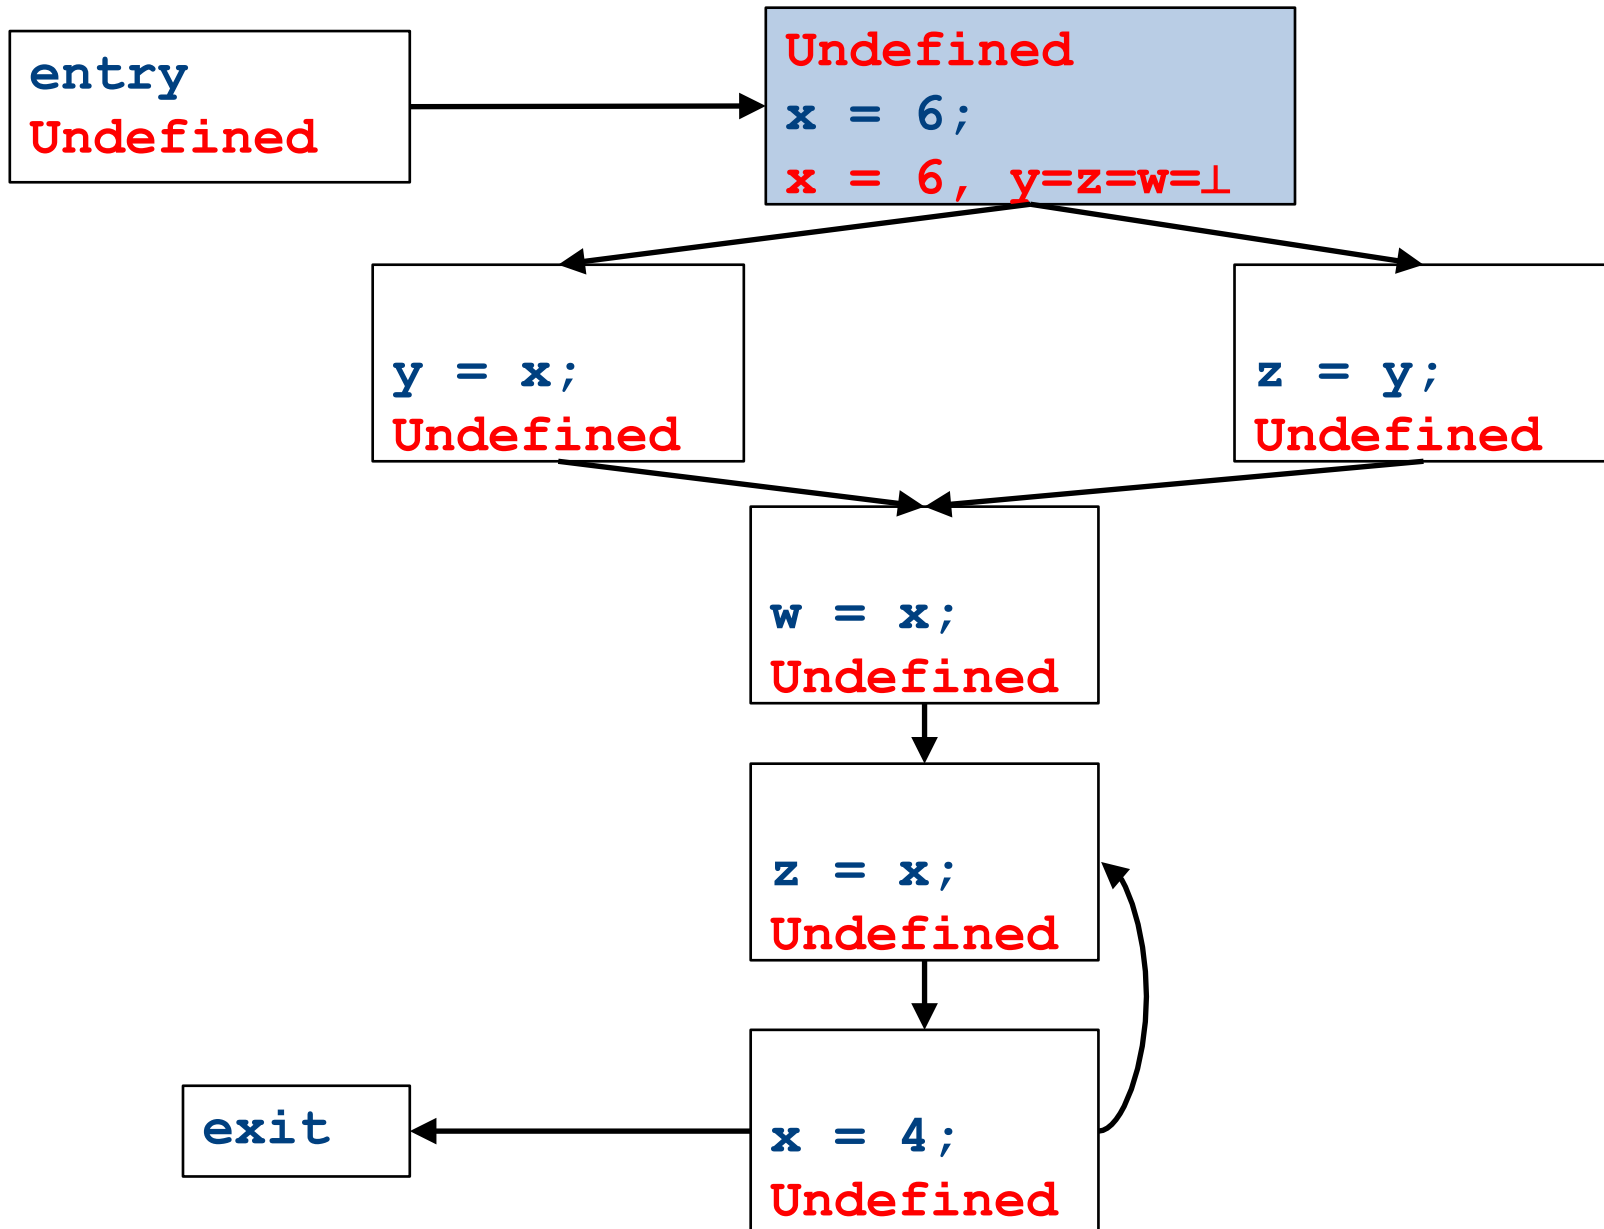 entry
Undefined
Undefined
x = 6;
x = 6, y=z=w=⊥
y = x;
Undefined
z = y;
Undefined
w = x;
Undefined
z = x;
Undefined
exit
x = 4;
Undefined